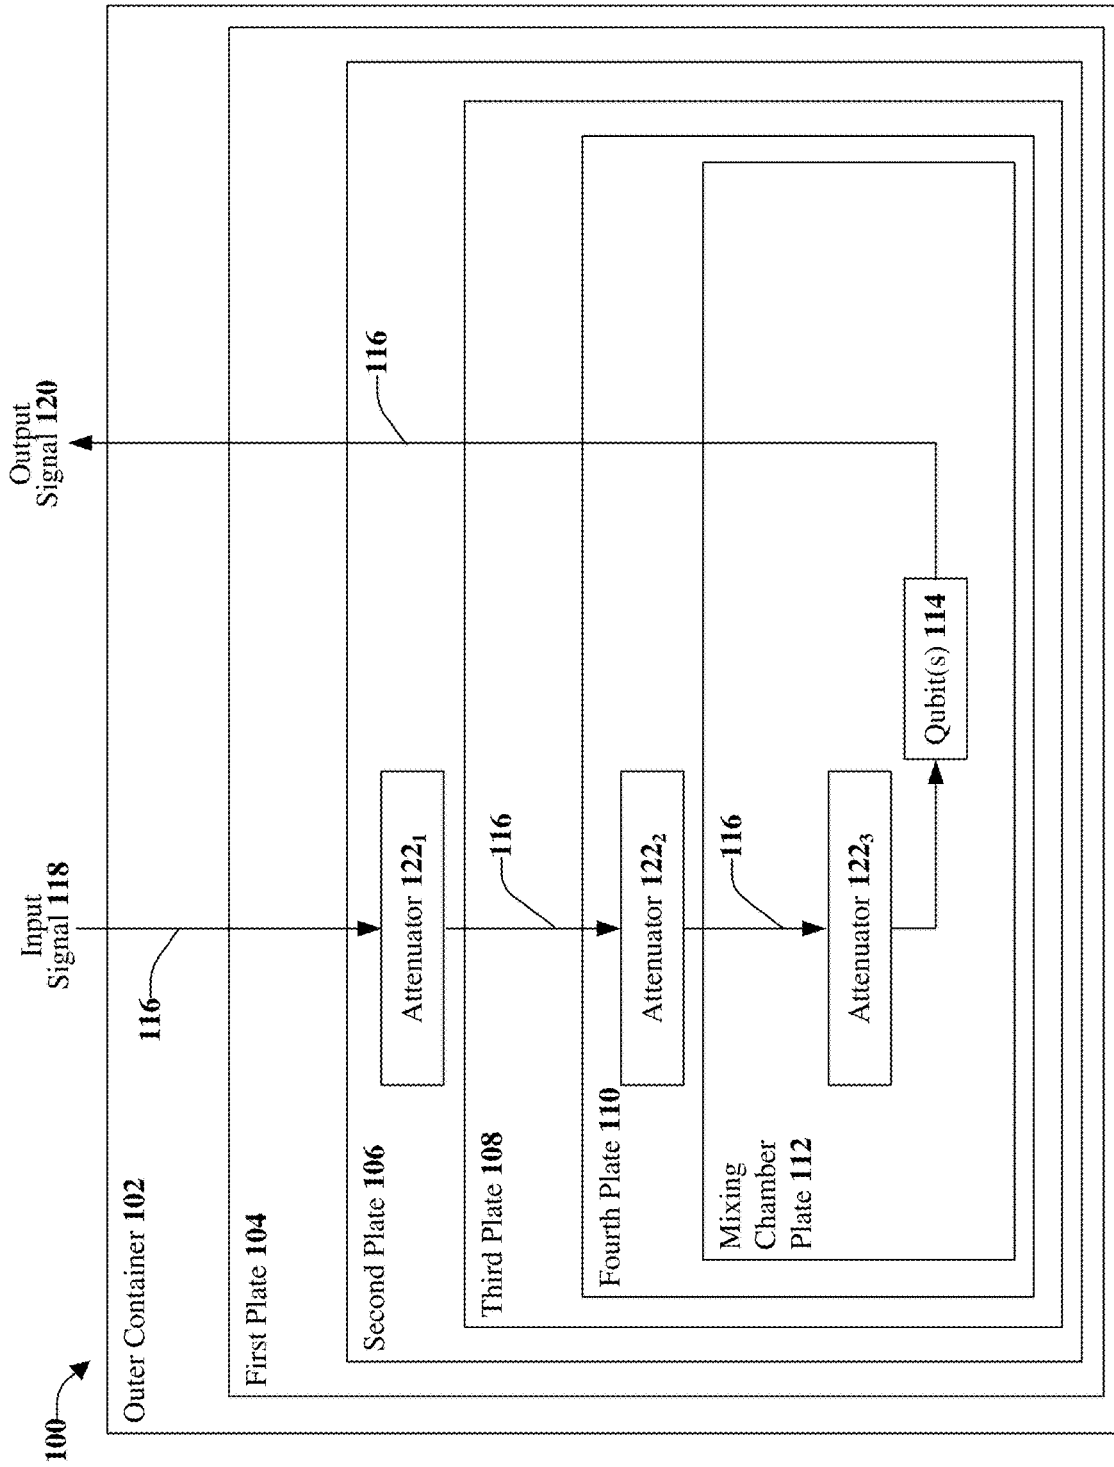 100
Outer Container 102
116
Input
Signal 118
Output
Signal 120
First Plate 104
Second Plate 106
Attenuator 122₁
116
Third Plate 108
116
Fourth Plate 110
Attenuator 122₂
116
Mixing
Chamber
Plate 112
Attenuator 122₃
Qubit(s) 114